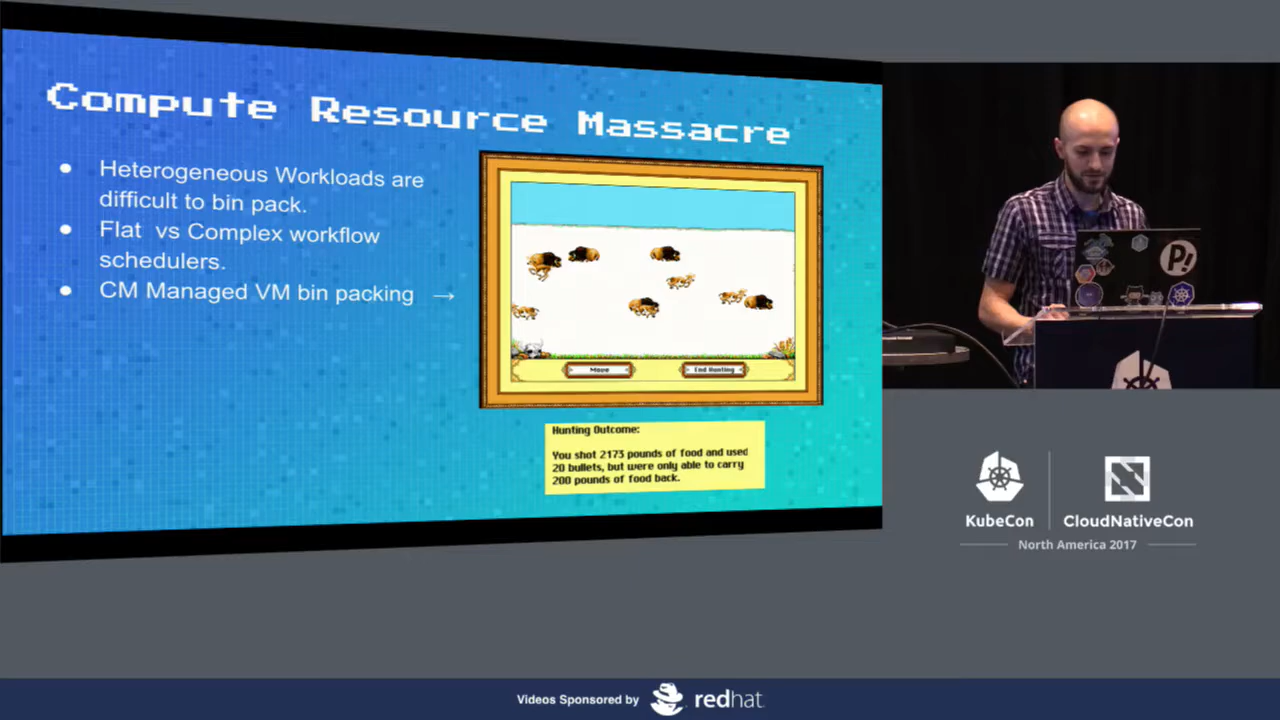 Compute Resource Massacre
Heterogeneous Workloads are
difficult to bin pack.
Flat vs Complex workflow
schedulers.
CM Managed VM bin packing →
Move
End Hunting
Hunting Outcome:
You shot 2173 pounds of food and used
20 bullets, but were only able to carry
200 pounds of food back.
P!
KubeCon
CloudNativeCon
North America 2017
Videos Sponsored by
redhat